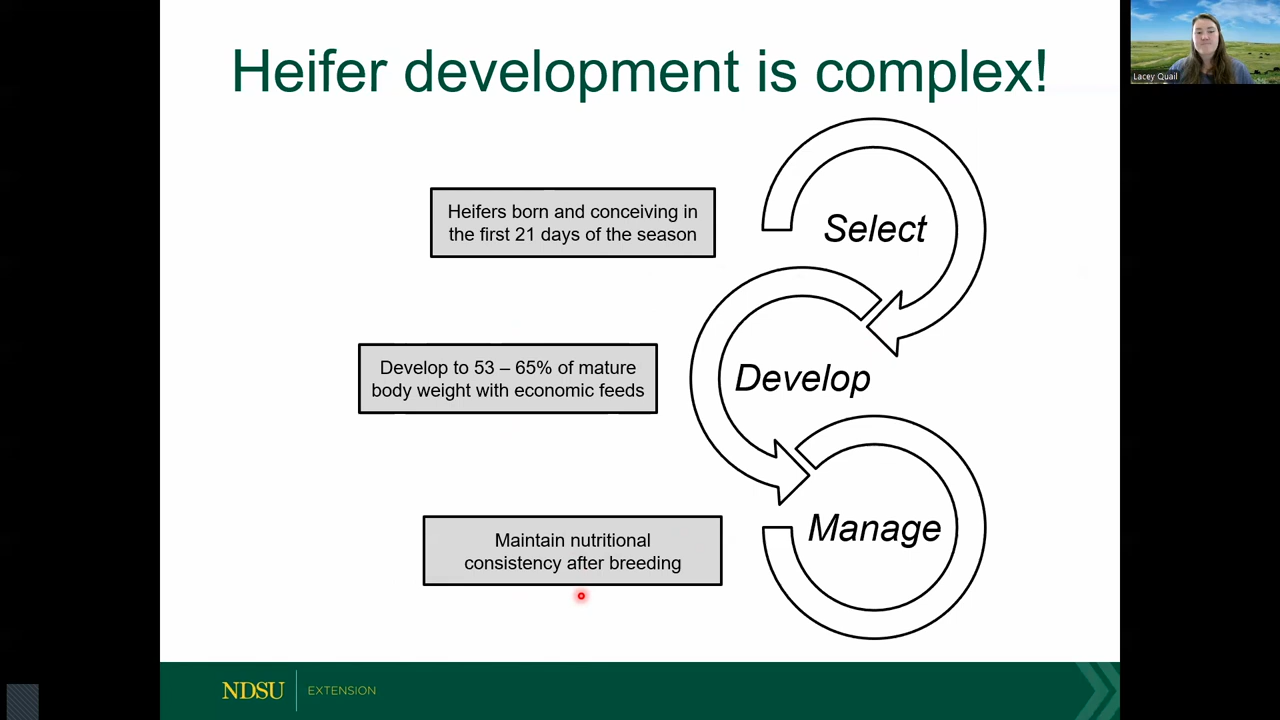 Heifer development is complex!
Lacey Quail
Heifers born and conceiving in
the first 21 days of the season
Select
Develop to 53 – 65% of mature
body weight with economic feeds
Develop
Maintain nutritional
consistency after breeding
Manage
NDSU EXTENSION